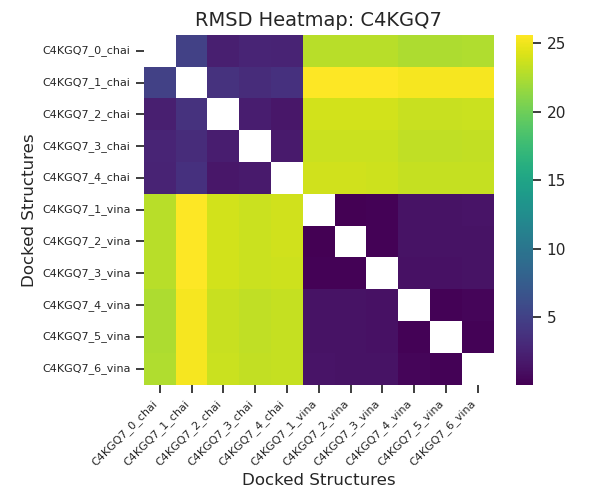 RMSD Heatmap: C4KGQ7
Docked Structures
C4KGQ7_0_chai
C4KGQ7_1_chai
C4KGQ7_2_chai
C4KGQ7_3_chai
C4KGQ7_4_chai
C4KGQ7_1_vina
C4KGQ7_2_vina
C4KGQ7_3_vina
C4KGQ7_4_vina
C4KGQ7_5_vina
C4KGQ7_6_vina
25
20
15
10
5
C4KGQ7_0_chai
C4KGQ7_1_chai
C4KGQ7_2_chai
C4KGQ7_3_chai
C4KGQ7_4_chai
C4KGQ7_1_vina
C4KGQ7_2_vina
C4KGQ7_3_vina
C4KGQ7_4_vina
C4KGQ7_5_vina
C4KGQ7_6_vina
Docked Structures